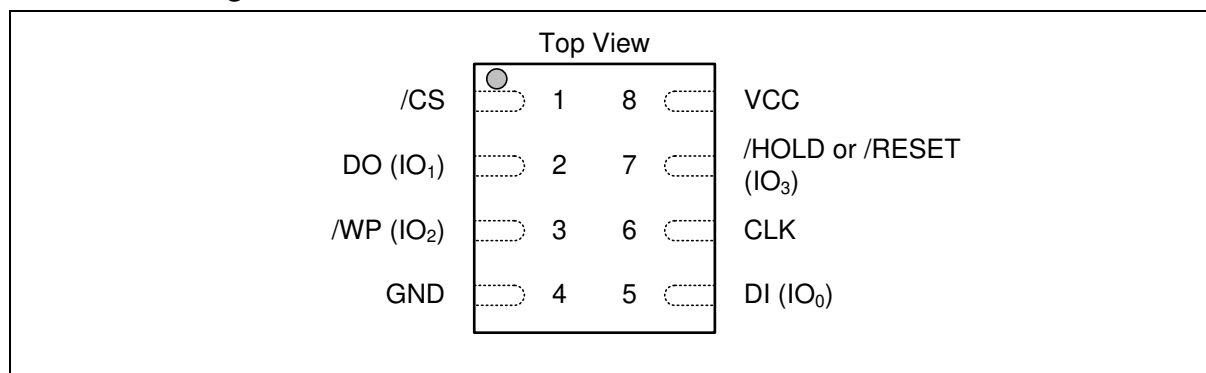 Top View
/CS 1 8 VCC
DO (IO₁) 2 7 /HOLD or /RESET
(IO₃)
/WP (IO₂) 3 6 CLK
GND 4 5 DI (IO₀)